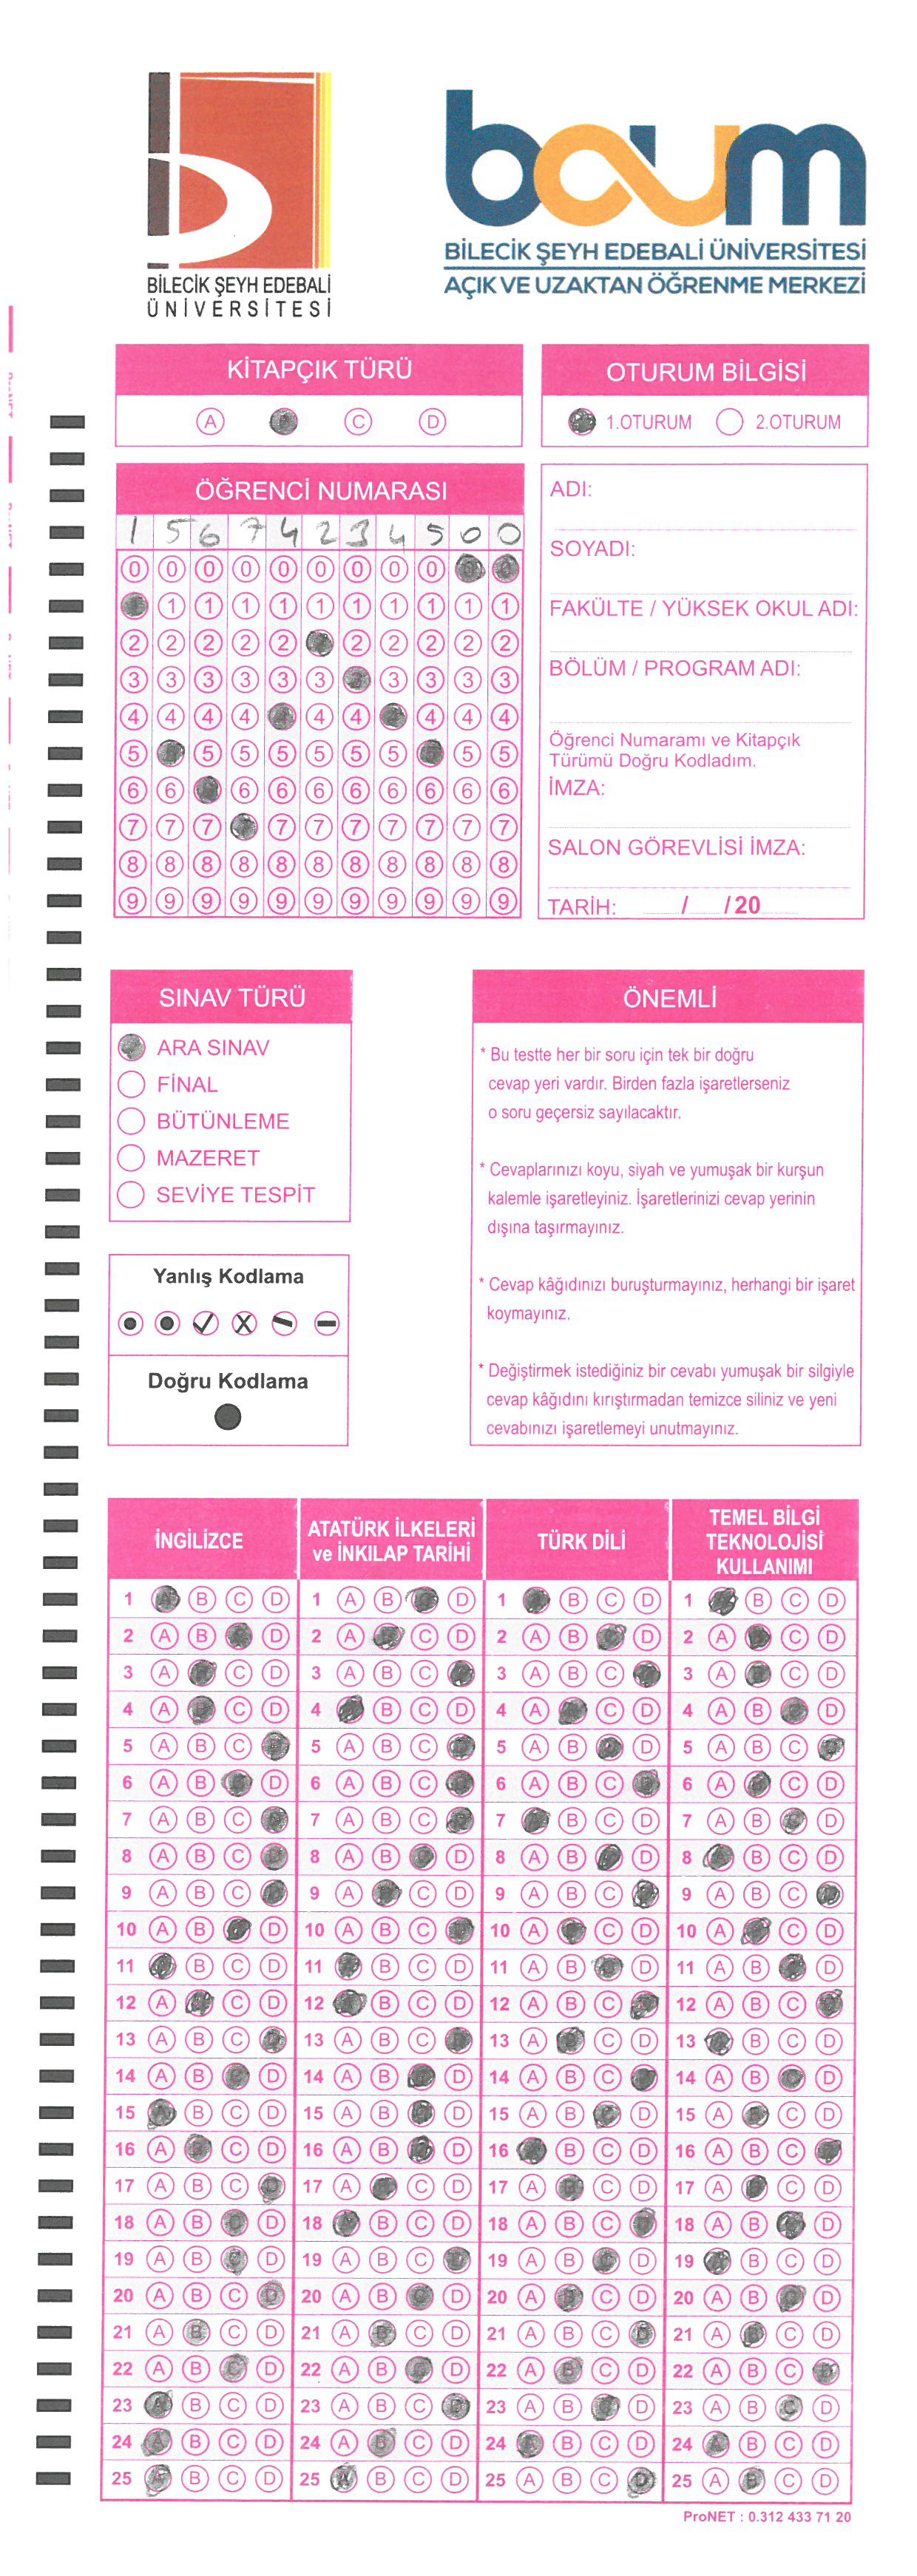 BİLECİK ŞEYH EDEBALİ
ÜNİVERSİTESİ
boum
BİLECİK ŞEYH EDEBALİ ÜNİVERSİTESİ
AÇIK VE UZAKTAN ÖĞRENME MERKEZİ
KİTAPÇIK TÜRÜ
A C D
OTURUM BİLGİSİ
1.OTURUM 2.OTURUM
ÖĞRENCİ NUMARASI
1 5 6 7 4 2 3 4 5 0 0
0 0 0 0 0 0 0 0 0 0 0
1 1 1 1 1 1 1 1 1 1
2 2 2 2 2 2 2 2 2 2
3 3 3 3 3 3 3 3 3 3 3
4 4 4 4 4 4 4 4 4
5 5 5 5 5 5 5 5 5
6 6 6 6 6 6 6 6 6 6
7 7 7 7 7 7 7 7 7 7
8 8 8 8 8 8 8 8 8 8 8
9 9 9 9 9 9 9 9 9 9 9
ADI:
SOYADI:
FAKÜLTE / YÜKSEK OKUL ADI:
BÖLÜM / PROGRAM ADI:
Öğrenci Numaramı ve Kitapçık
Türümü Doğru Kodladım.
İMZA:
SALON GÖREVLİSİ İMZA:
TARİH: / / 20
SINAV TÜRÜ
ARA SINAV
FİNAL
BÜTÜNLEME
MAZERET
SEVİYE TESPİT
Yanlış Kodlama
Doğru Kodlama
ÖNEMLİ
* Bu testte her bir soru için tek bir doğru
cevap yeri vardır. Birden fazla işaretlerseniz
o soru geçersiz sayılacaktır.
* Cevaplarınızı koyu, siyah ve yumuşak bir kurşun
kalemle işaretleyiniz. İşaretlerinizi cevap yerinin
dışına taşırmayınız.
* Cevap kâğıdınızı buruşturmayınız, herhangi bir işaret
koymayınız.
* Değiştirmek istediğiniz bir cevabı yumuşak bir silgiyle
cevap kâğıdını kırıştırmadan temizce siliniz ve yeni
cevabınızı işaretlemeyi unutmayınız.
İNGİLİZCE
1 A B C D
2 A B D
3 A C D
4 A B C D
5 A B C
6 A B D
7 A B C
8 A B C
9 A B C
10 A B D
11 B C D
12 A C D
13 A B C
14 A B D
15 B C D
16 A C D
17 A B C
18 A B D
19 A B D
20 A B C
21 A B C D
22 A B D
23 B C D
24 B C D
25 B C D
ATATÜRK İLKELERİ
ve İNKILAP TARİHİ
1 A B D
2 A C D
3 A B C
4 B C D
5 A B C
6 A B C
7 A B C
8 A B D
9 A C D
10 A B C
11 B C D
12 B C D
13 A B C
14 A B D
15 A B D
16 A B D
17 A C D
18 B C D
19 A B C
20 A B D
21 A C D
22 A B D
23 A B C
24 A C D
25 B C D
TÜRK DİLİ
1 B C D
2 A B D
3 A B C
4 A C D
5 A B D
6 A B C
7 B C D
8 A B D
9 A B C
10 A C D
11 A B D
12 A B C
13 A C D
14 A B C
15 A B D
16 B C D
17 A C D
18 A B C
19 A B D
20 A C D
21 A B C
22 A C D
23 A B D
24 B C D
25 A B C
TEMEL BİLGİ
TEKNOLOJİSİ
KULLANIMI
1 B C D
2 A C D
3 A C D
4 A B D
5 A B C
6 A C D
7 A B D
8 B C D
9 A B C
10 A C D
11 A B D
12 A B C
13 B C D
14 A B D
15 A C D
16 A B C
17 A C D
18 A B D
19 B C D
20 A B D
21 A C D
22 A B C
23 A B D
24 B C D
25 A C D
ProNET : 0.312 433 71 20